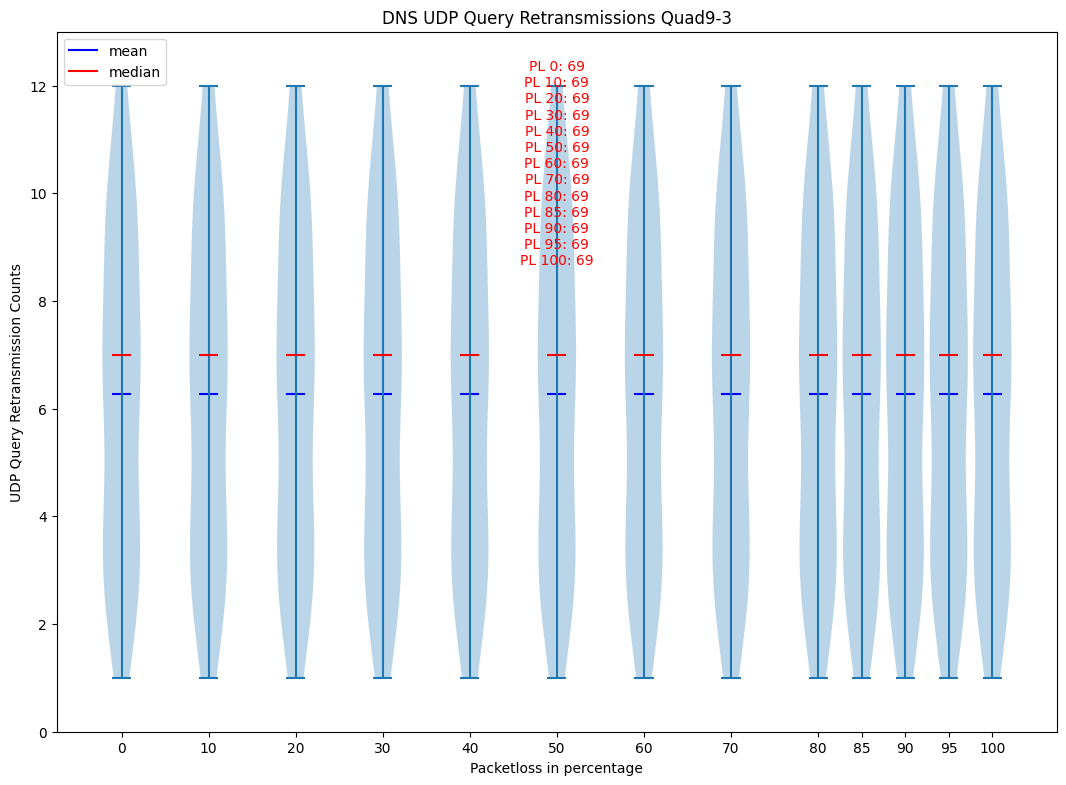 DNS UDP Query Retransmissions Quad9-3
mean
median
PL 0: 69
PL 10: 69
PL 20: 69
PL 30: 69
PL 40: 69
PL 50: 69
PL 60: 69
PL 70: 69
PL 80: 69
PL 85: 69
PL 90: 69
PL 95: 69
PL 100: 69
UDP Query Retransmission Counts
12
10
8
6
4
2
0
0 10 20 30 40 50 60 70 80 85 90 95 100
Packetloss in percentage